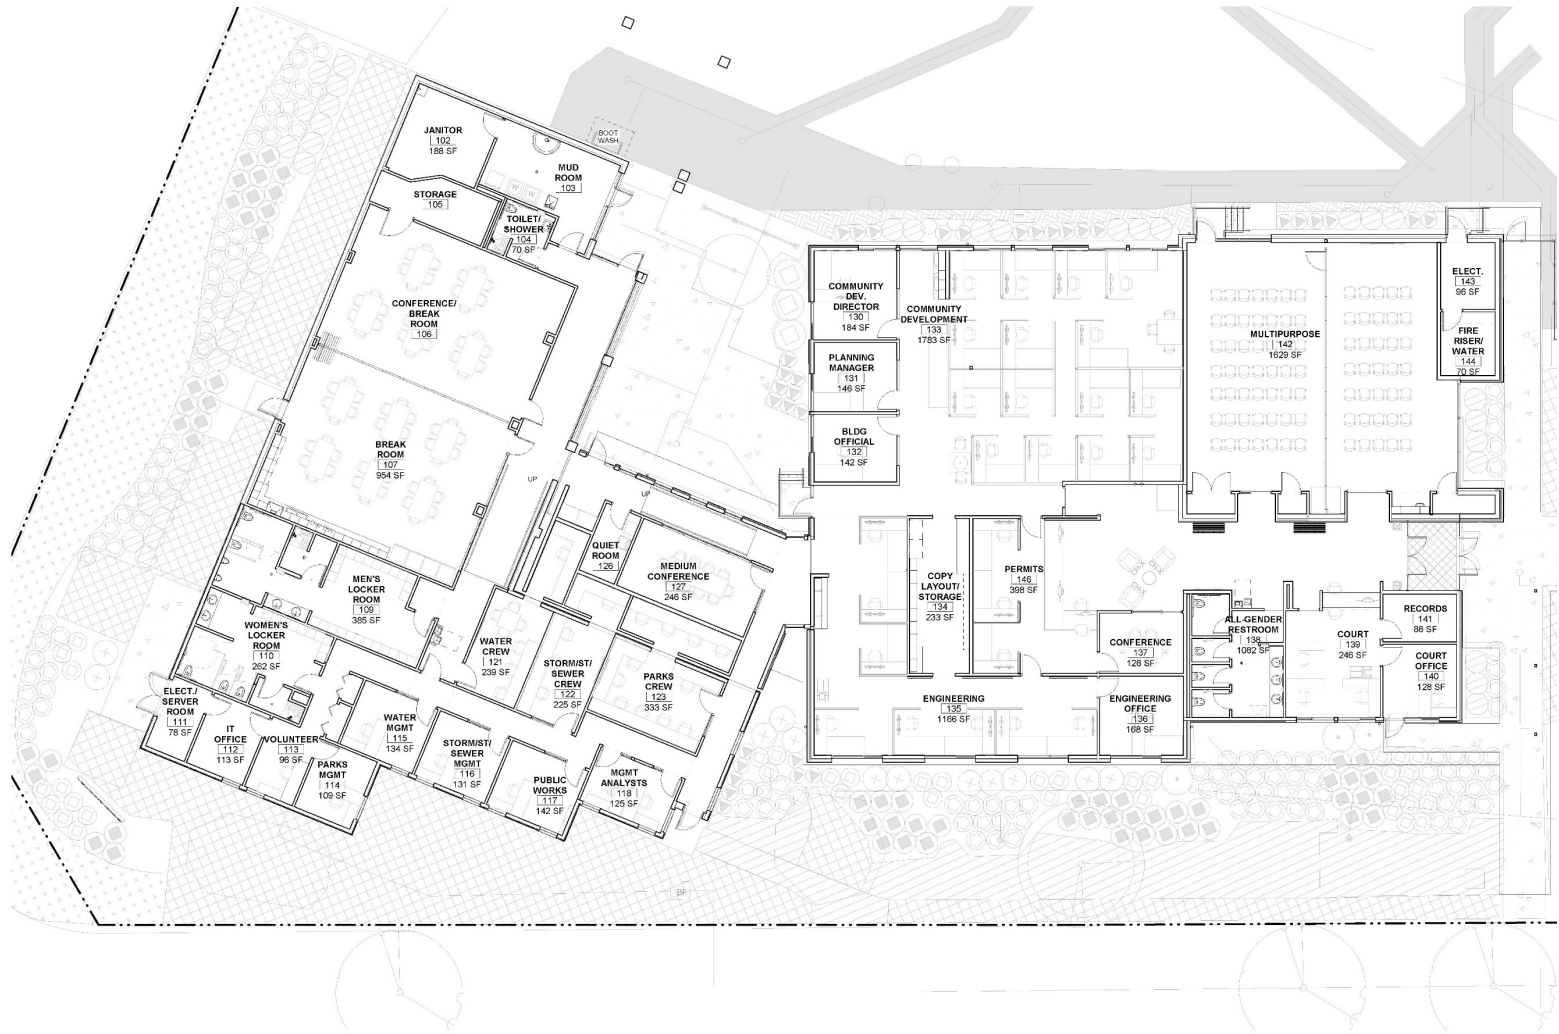 BOOT
WASH
JANITOR
102
188 SF
MUD
ROOM
103
STORAGE
105
TOILET/
SHOWER
104
70 SF
CONFERENCE/
BREAK
ROOM
106
BREAK
ROOM
107
954 SF
UP
UP
QUIET
ROOM
126
MEDIUM
CONFERENCE
127
246 SF
MEN'S
LOCKER
ROOM
109
385 SF
WOMEN'S
LOCKER
ROOM
110
262 SF
WATER
CREW
121
239 SF
STORM/ST/
SEWER
CREW
122
225 SF
PARKS
CREW
123
333 SF
ELECT./
SERVER
ROOM
111
78 SF
IT
OFFICE
112
113 SF
VOLUNTEER
113
96 SF
PARKS
MGMT
114
109 SF
WATER
MGMT
115
134 SF
STORM/ST/
SEWER
MGMT
116
131 SF
PUBLIC
WORKS
117
142 SF
MGMT
ANALYSTS
118
125 SF
COMMUNITY
DEV.
DIRECTOR
130
184 SF
PLANNING
MANAGER
131
146 SF
BLDG
OFFICIAL
132
142 SF
COMMUNITY
DEVELOPMENT
133
1783 SF
MULTIPURPOSE
142
1629 SF
ELECT.
143
96 SF
FIRE
RISER/
WATER
144
70 SF
COPY
LAYOUT/
STORAGE
134
233 SF
PERMITS
146
398 SF
CONFERENCE
137
128 SF
ENGINEERING
135
1166 SF
ENGINEERING
OFFICE
136
168 SF
ALL-GENDER
RESTROOM
138
1082 SF
COURT
139
246 SF
RECORDS
141
88 SF
COURT
OFFICE
140
128 SF
BF